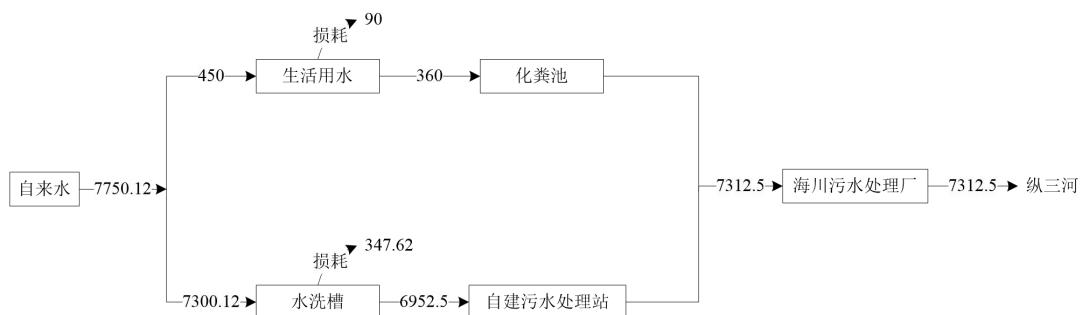 损耗 90
450 生活用水 360 化粪池
自来水 7750.12 7312.5 海川污水处理厂 7312.5 纵三河
损耗 347.62
7300.12 水洗槽 6952.5 自建污水处理站